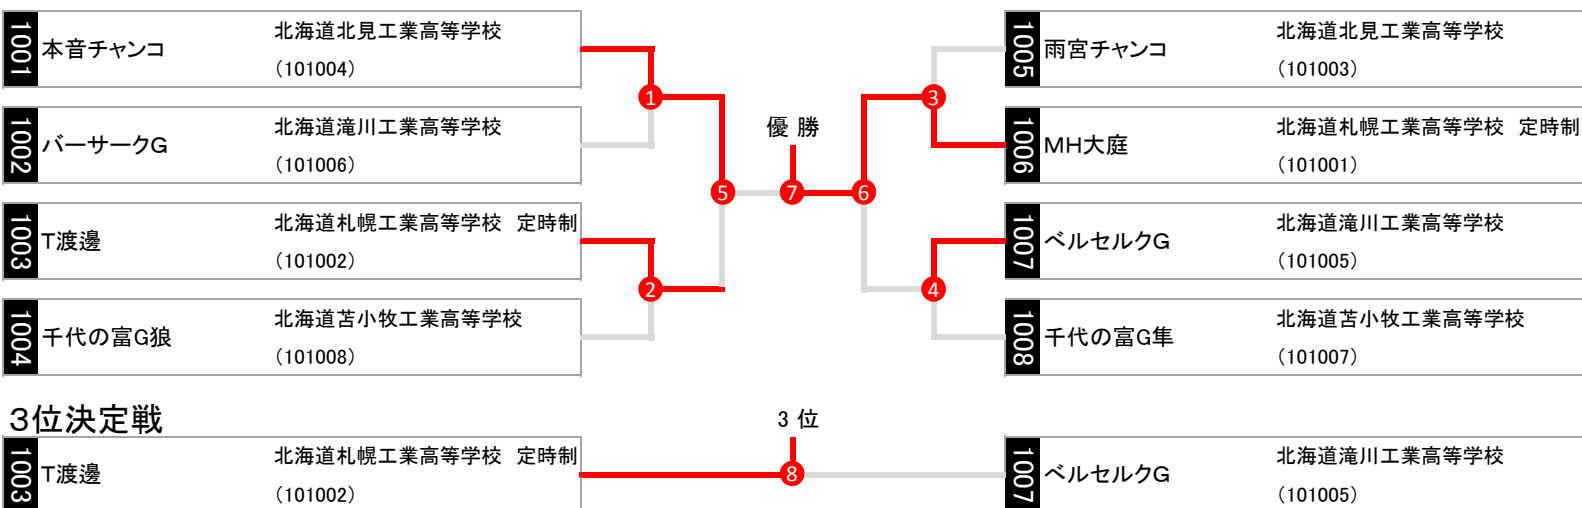 1001 本音チャンコ 北海道北見工業高等学校
（101004）
1002 バーサークG 北海道滝川工業高等学校
（101006）
1003 T渡邊 北海道札幌工業高等学校　定時制
（101002）
1004 千代の富G狼 北海道苫小牧工業高等学校
（101008）
1
2
5
優 勝
7
6
3
4
1005 雨宮チャンコ 北海道北見工業高等学校
（101003）
1006 MH大庭 北海道札幌工業高等学校　定時制
（101001）
1007 ベルセルクG 北海道滝川工業高等学校
（101005）
1008 千代の富G隼 北海道苫小牧工業高等学校
（101007）
３位決定戦
1003 T渡邊 北海道札幌工業高等学校　定時制
（101002）
3 位
8
1007 ベルセルクG 北海道滝川工業高等学校
（101005）